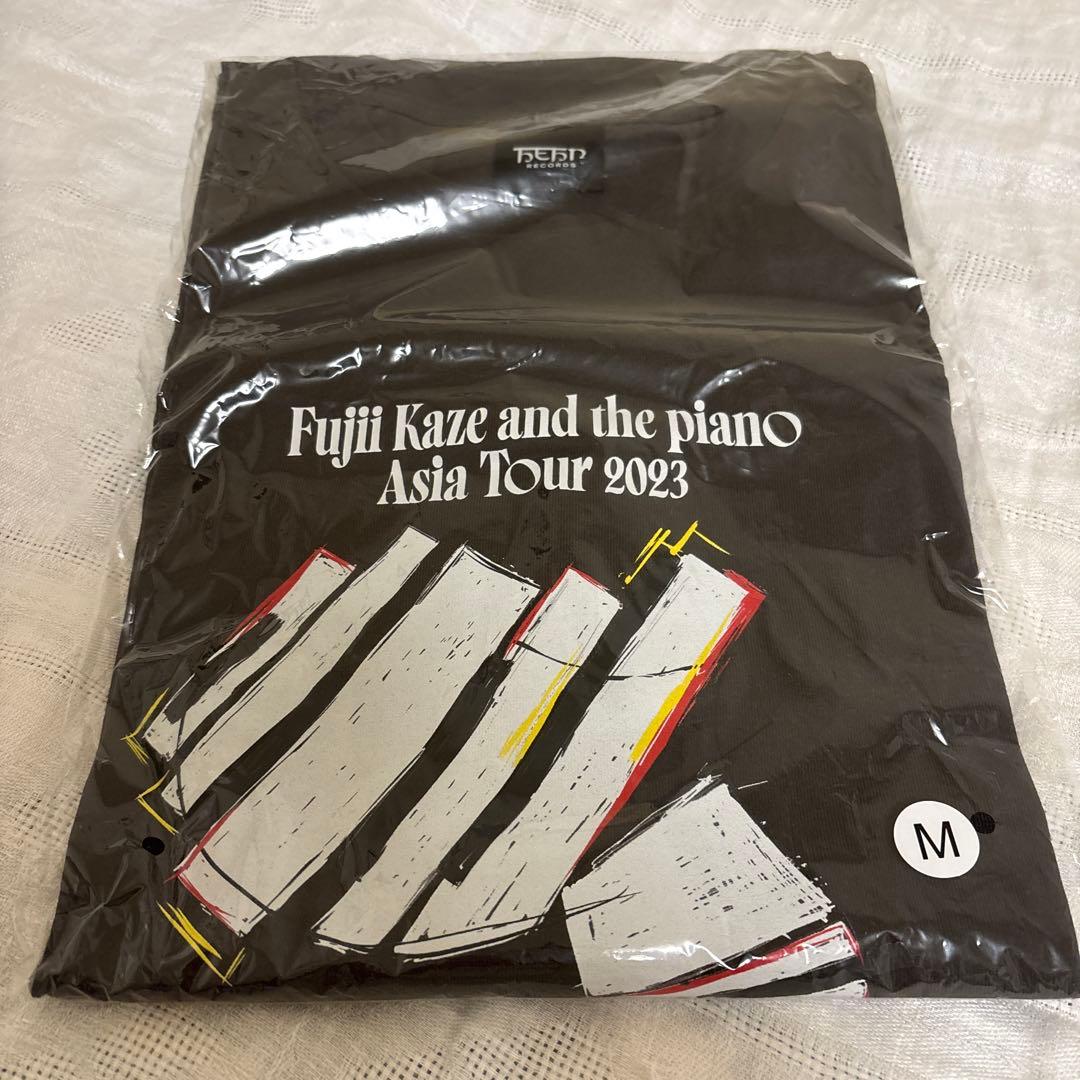 HEHN
RECORDS
Fujii Kaze and the piano
Asia Tour 2023
M